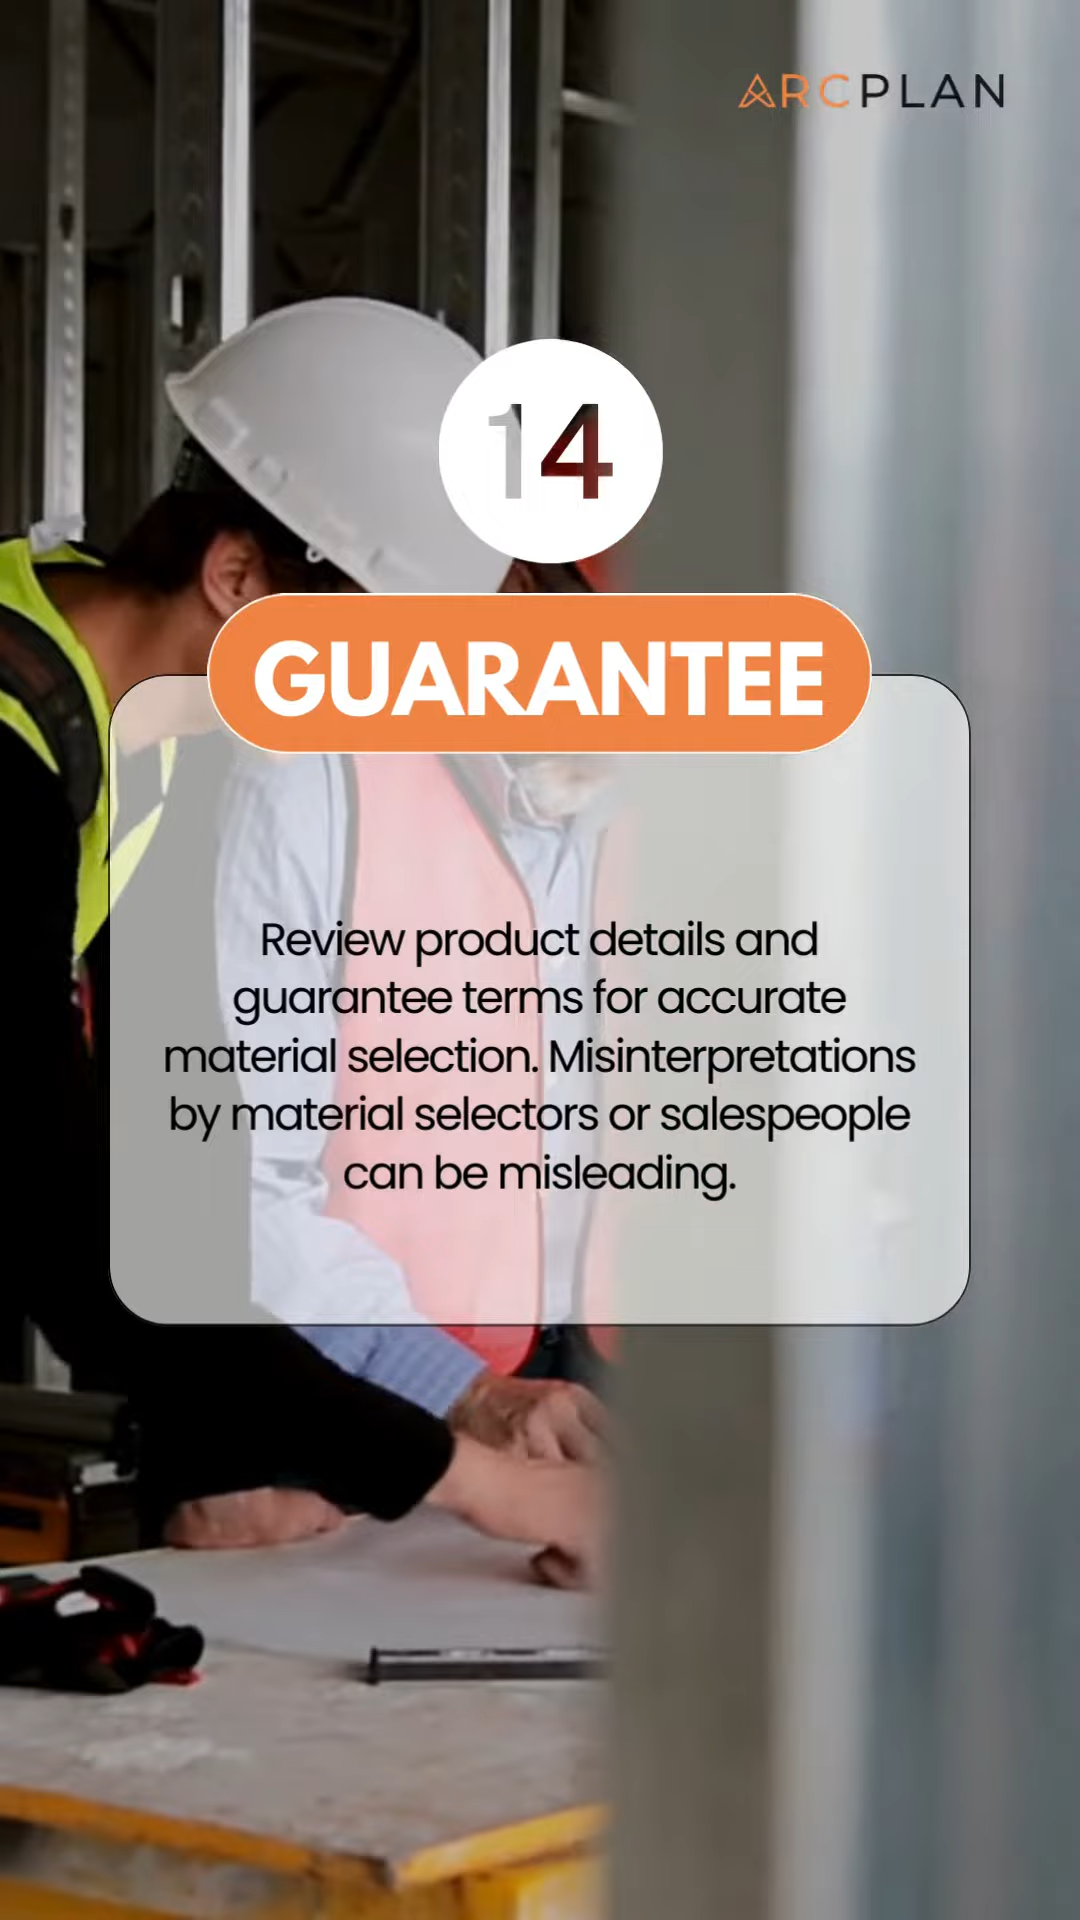 ARCPLAN
14
GUARANTEE
Review product details and
guarantee terms for accurate
material selection. Misinterpretations
by material selectors or salespeople
can be misleading.